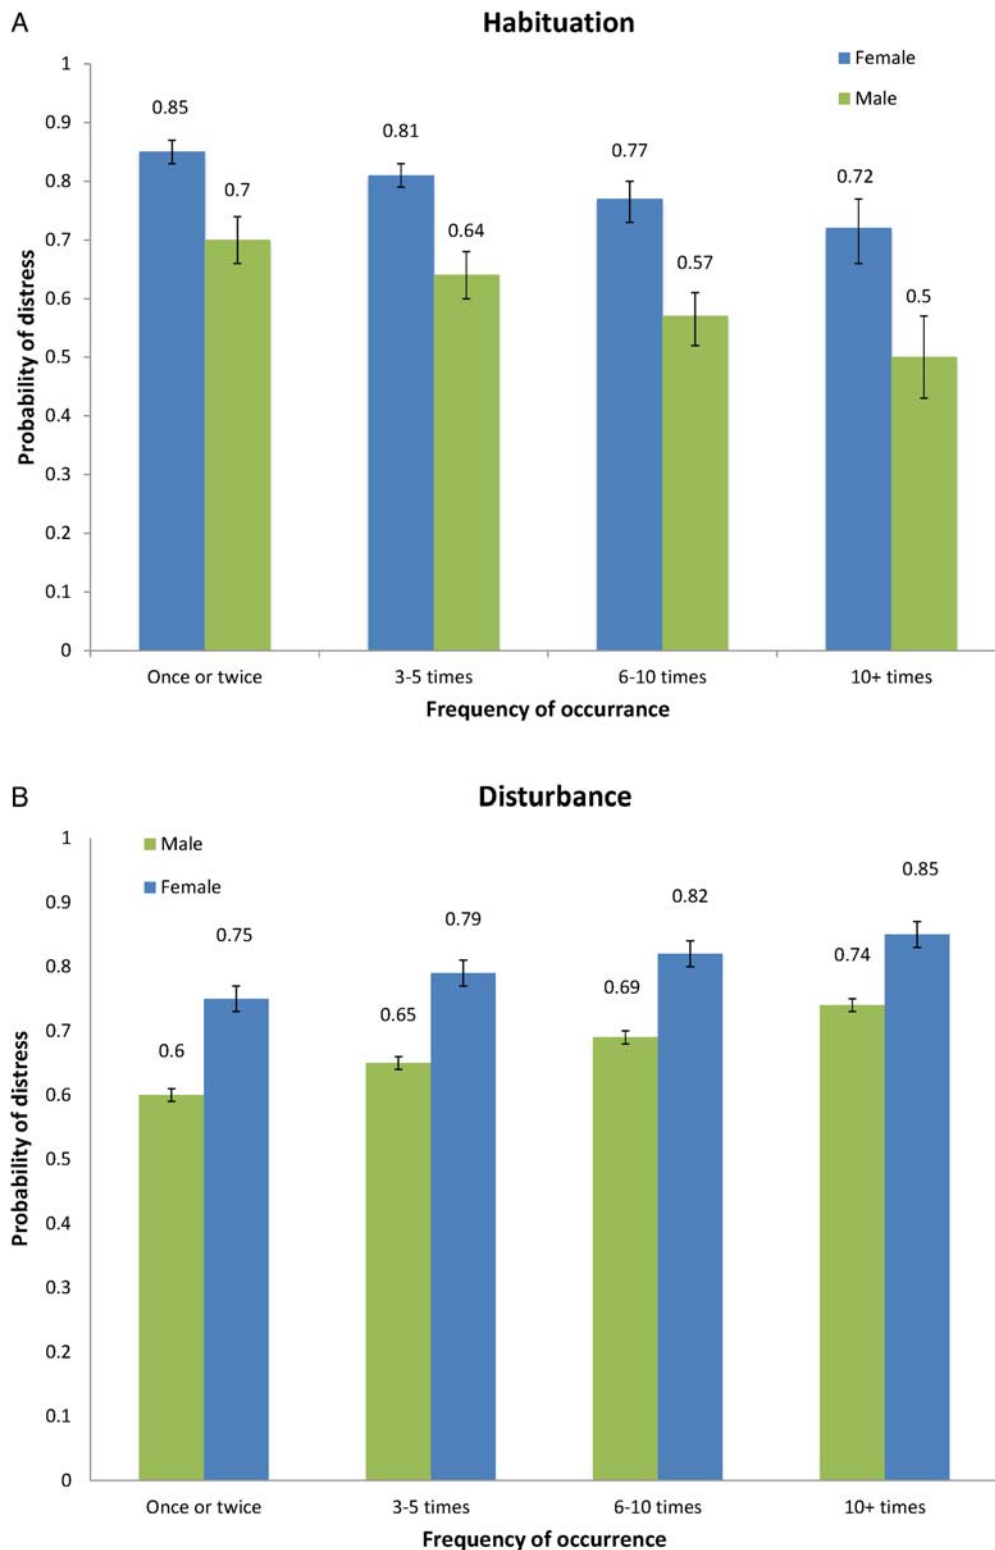 A
Habituation
Female
Male
1
0.9
0.8
0.7
0.6
0.5
0.4
0.3
0.2
0.1
0
Probability of distress
0.85
0.7
0.81
0.64
0.77
0.57
0.72
0.5
Once or twice
3-5 times
6-10 times
10+ times
Frequency of occurrance
B
Disturbance
Male
Female
1
0.9
0.8
0.7
0.6
0.5
0.4
0.3
0.2
0.1
0
Probability of distress
0.6
0.75
0.65
0.79
0.69
0.82
0.74
0.85
Once or twice
3-5 times
6-10 times
10+ times
Frequency of occurrence